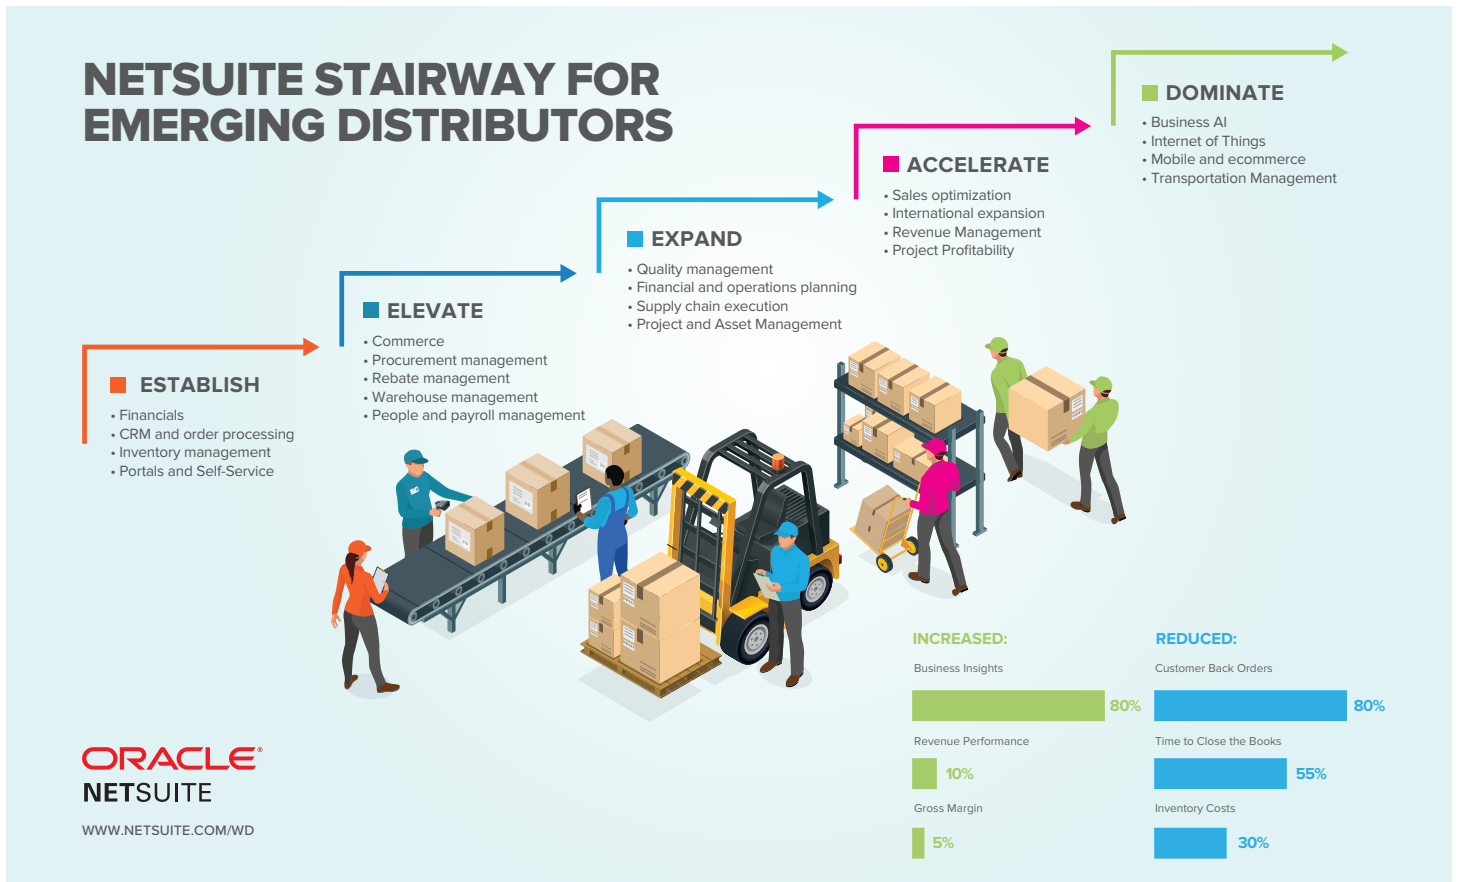 NETSUITE STAIRWAY FOR
EMERGING DISTRIBUTORS
ESTABLISH
• Financials
• CRM and order processing
• Inventory management
• Portals and Self-Service
ELEVATE
• Commerce
• Procurement management
• Rebate management
• Warehouse management
• People and payroll management
EXPAND
• Quality management
• Financial and operations planning
• Supply chain execution
• Project and Asset Management
ACCELERATE
• Sales optimization
• International expansion
• Revenue Management
• Project Profitability
DOMINATE
• Business AI
• Internet of Things
• Mobile and ecommerce
• Transportation Management
INCREASED:
Business Insights
80%
Revenue Performance
10%
Gross Margin
5%
REDUCED:
Customer Back Orders
80%
Time to Close the Books
55%
Inventory Costs
30%
ORACLE®
NETSUITE
WWW.NETSUITE.COM/WD